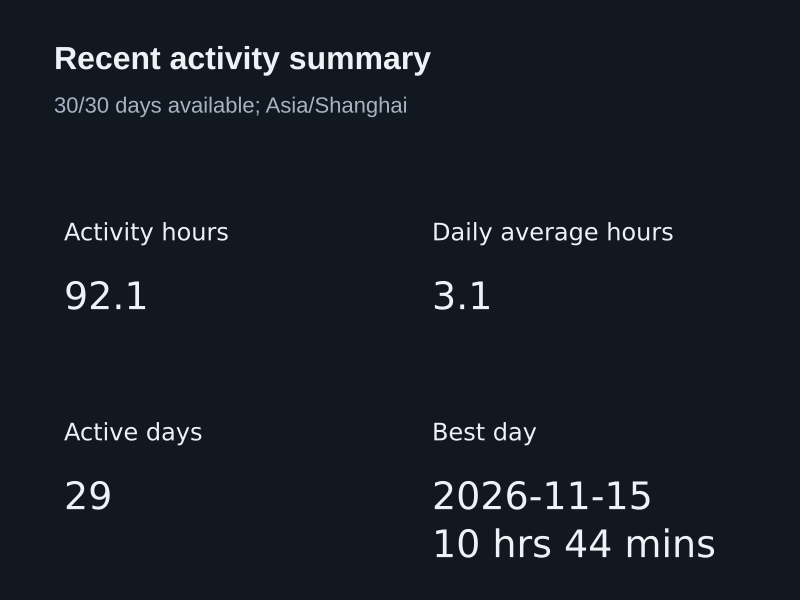 Recent activity summary
30/30 days available; Asia/Shanghai
Activity hours
92.1
Daily average hours
3.1
Active days
29
Best day
2026-11-15
10 hrs 44 mins